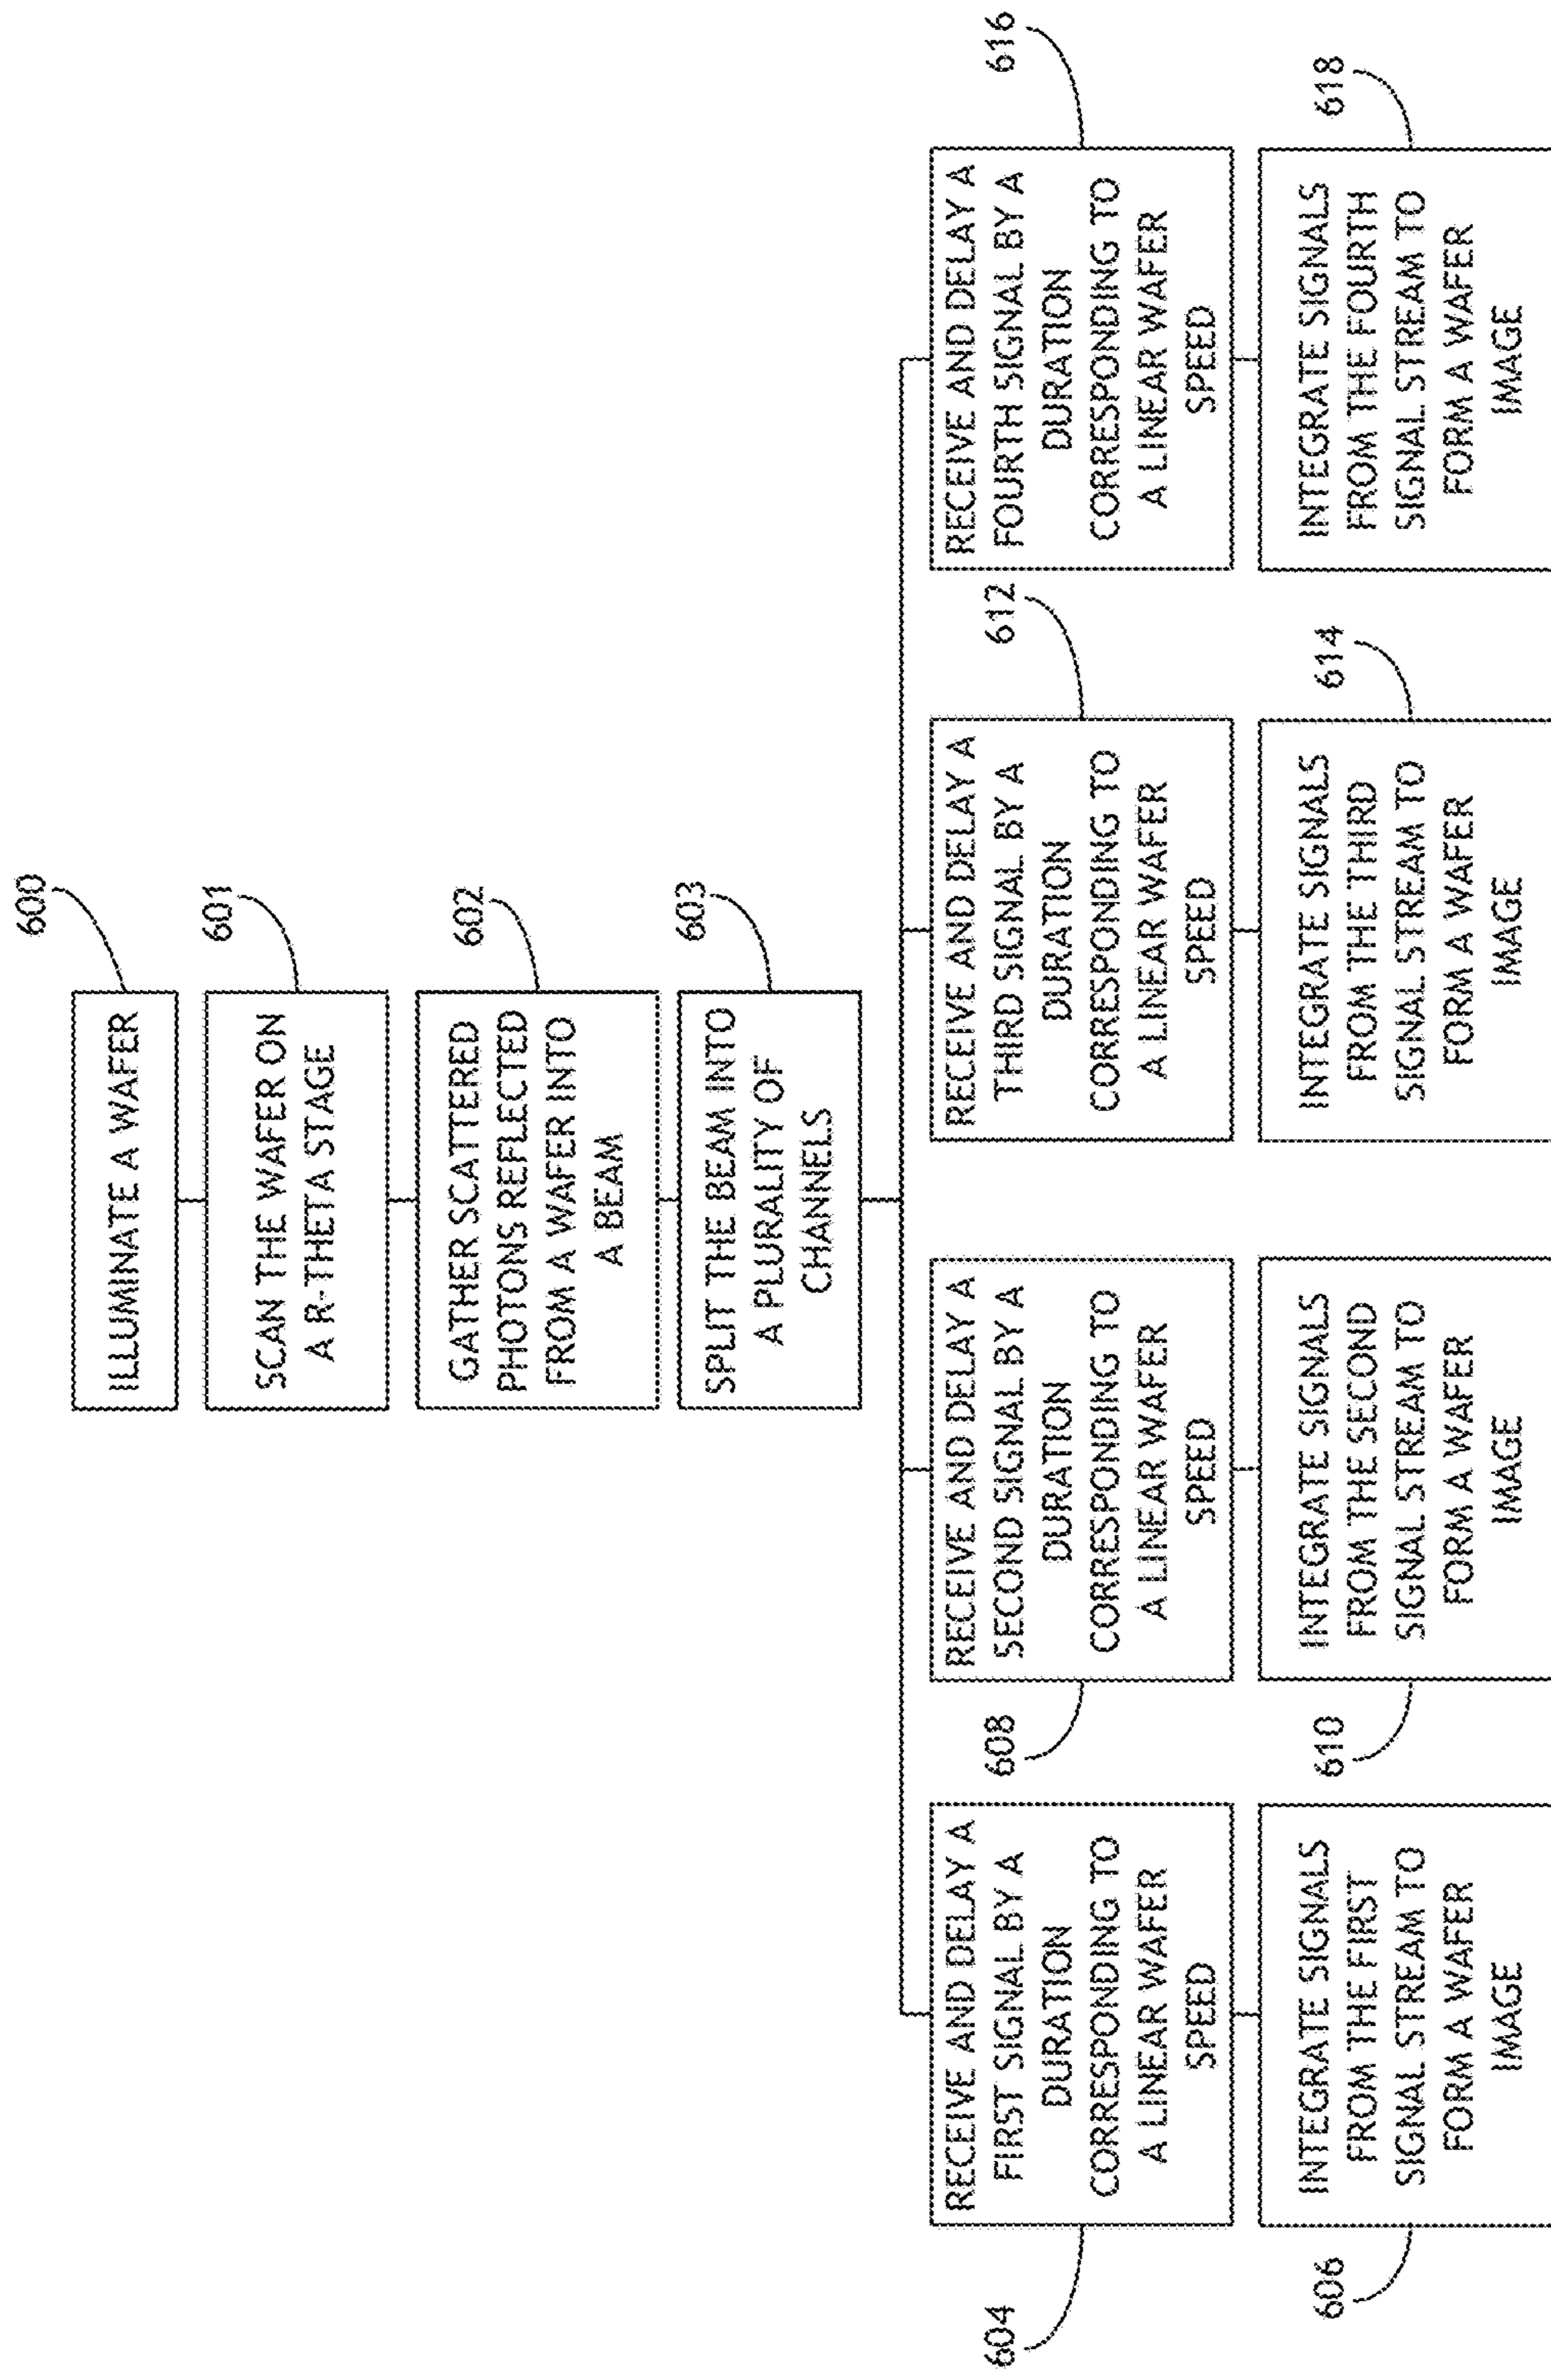 600
ILLUMINATE A WAFER
601
SCAN THE WAFER ON
A R-THETA STAGE
602
GATHER SCATTERED
PHOTONS REFLECTED
FROM A WAFER INTO
A BEAM
603
SPLIT THE BEAM INTO
A PLURALITY OF
CHANNELS
604
RECEIVE AND DELAY A
FIRST SIGNAL BY A
DURATION
CORRESPONDING TO
A LINEAR WAFER
SPEED
606
INTEGRATE SIGNALS
FROM THE FIRST
SIGNAL STREAM TO
FORM A WAFER
IMAGE
608
RECEIVE AND DELAY A
SECOND SIGNAL BY A
DURATION
CORRESPONDING TO
A LINEAR WAFER
SPEED
610
INTEGRATE SIGNALS
FROM THE SECOND
SIGNAL STREAM TO
FORM A WAFER
IMAGE
612
RECEIVE AND DELAY A
THIRD SIGNAL BY A
DURATION
CORRESPONDING TO
A LINEAR WAFER
SPEED
614
INTEGRATE SIGNALS
FROM THE THIRD
SIGNAL STREAM TO
FORM A WAFER
IMAGE
616
RECEIVE AND DELAY A
FOURTH SIGNAL BY A
DURATION
CORRESPONDING TO
A LINEAR WAFER
SPEED
618
INTEGRATE SIGNALS
FROM THE FOURTH
SIGNAL STREAM TO
FORM A WAFER
IMAGE